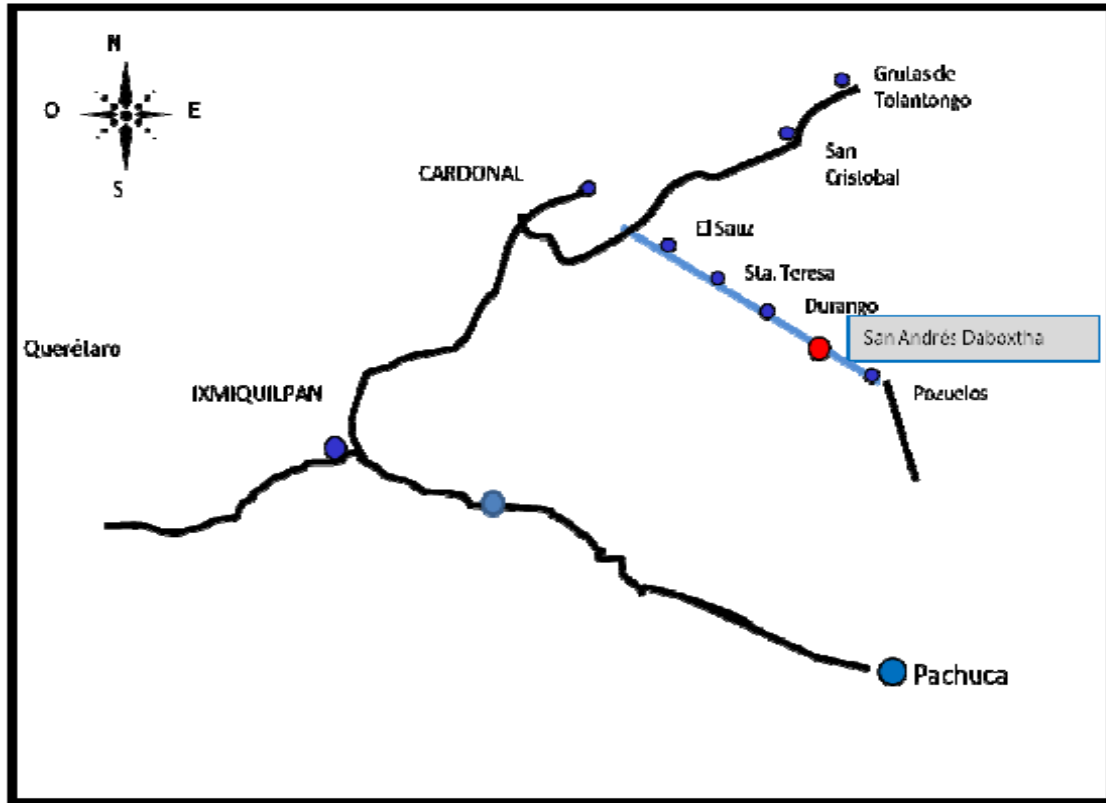 N
O
E
S
Grutas de
Tolantongo
San
Cristobal
CARDONAL
El Sauz
Sta. Teresa
Durango
San Andrés Daboxtha
Querétaro
IXMIQUILPAN
Pozuelos
Pachuca